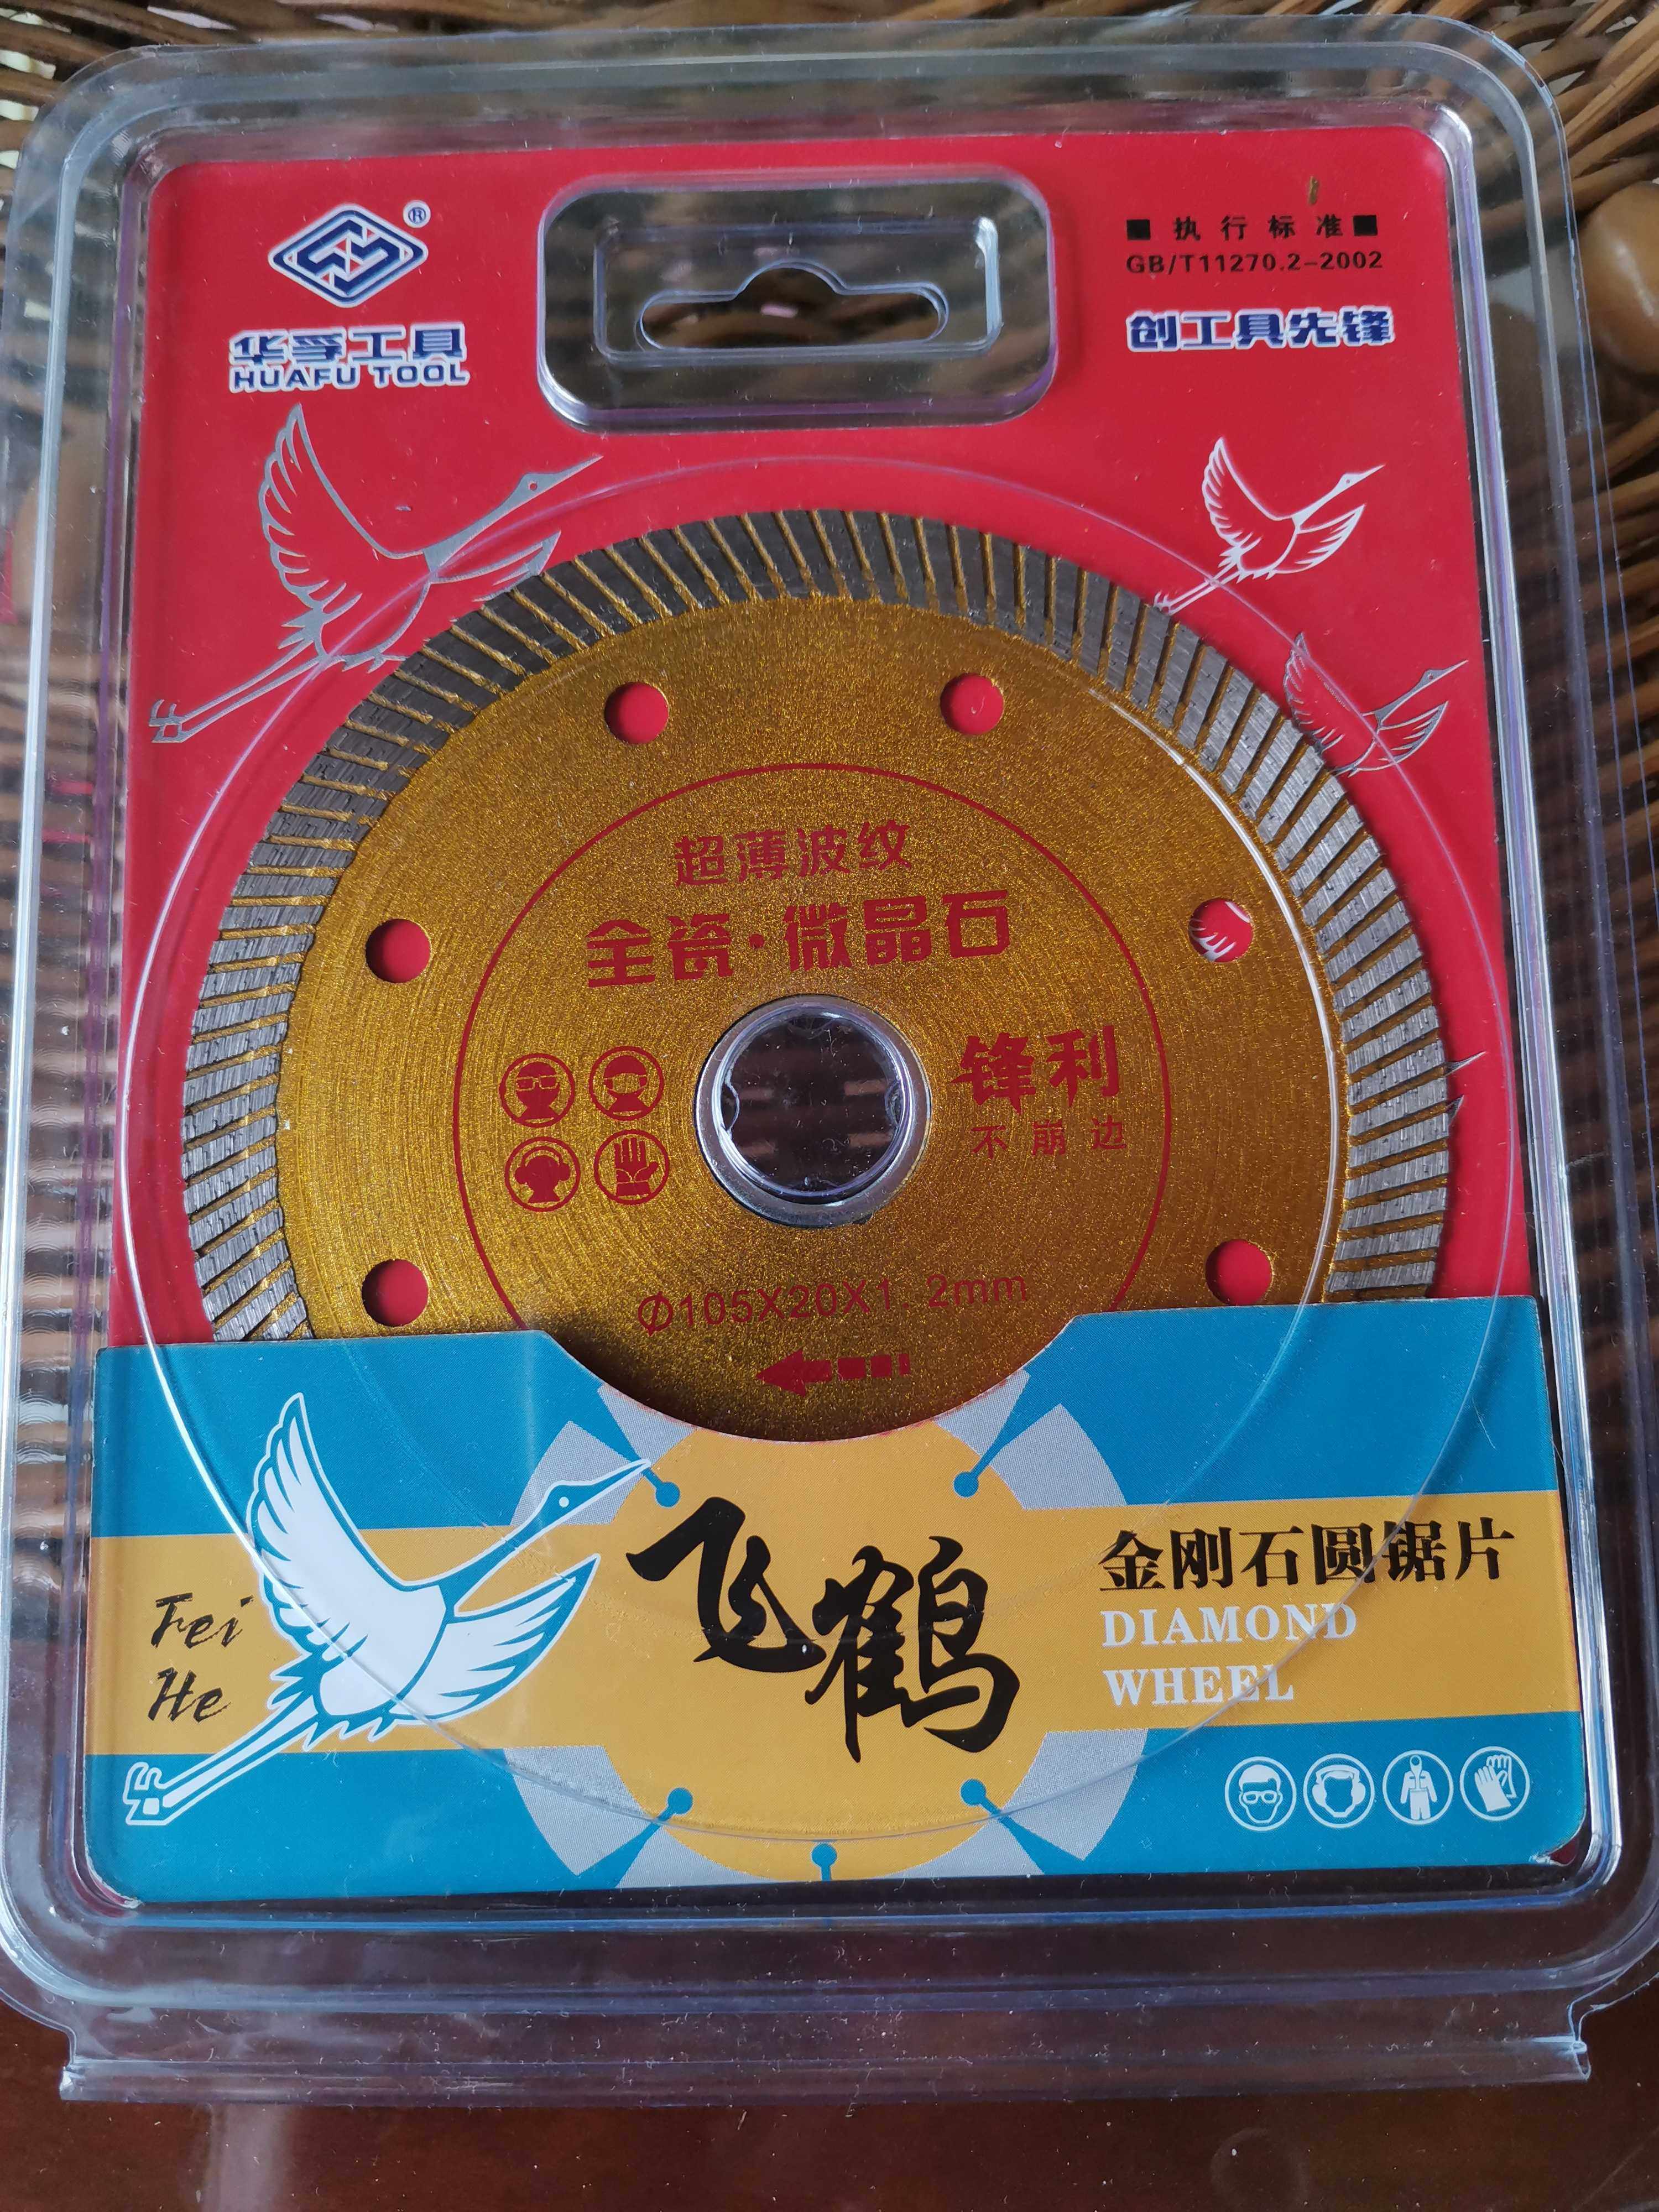 ®
华孚工具
HUAFU TOOL
■ 执行标准 ■
GB/T11270.2-2002
创工具先锋
超薄波纹
全瓷·微晶石
锋利
不崩边
Φ105X20X1.2mm
Fei
He
飞鹤
金刚石圆锯片
DIAMOND
WHEEL